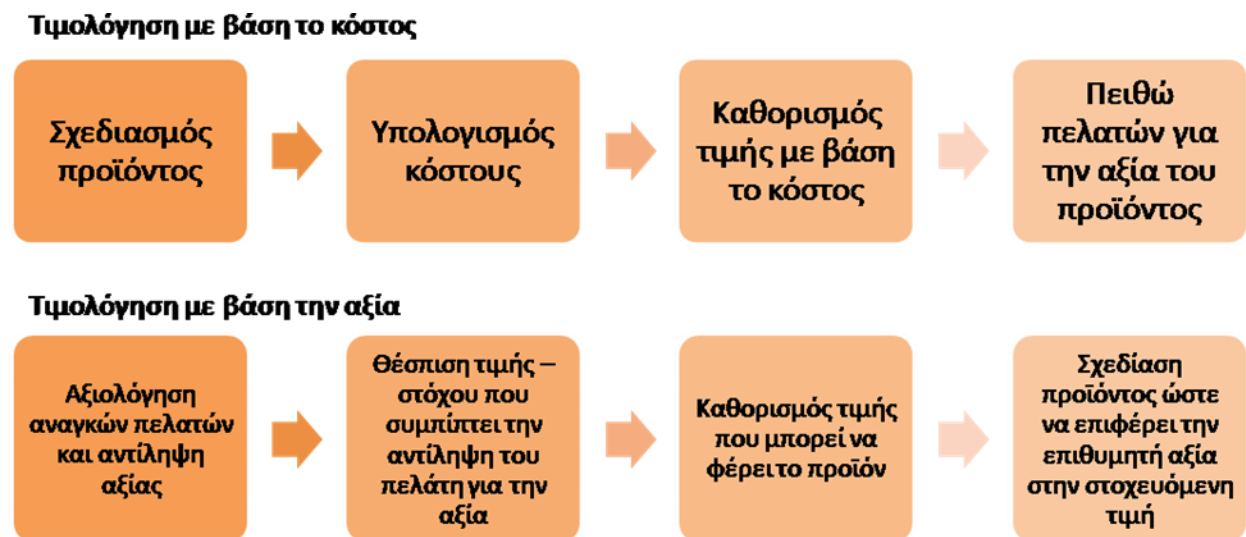 Τιμολόγηση με βάση το κόστος
Σχεδιασμός
προϊόντος
Υπολογισμός
κόστους
Καθορισμός
τιμής με βάση
το κόστος
Πειθώ
πελατών για
την αξία του
προϊόντος
Τιμολόγηση με βάση την αξία
Αξιολόγηση
αναγκών πελατών
και αντίληψη
αξίας
Θέσπιση τιμής –
στόχου που
συμπίπτει την
αντίληψη του
πελάτη για την
αξία
Καθορισμός τιμής
που μπορεί να
φέρει το προϊόν
Σχεδίαση
προϊόντος ώστε
να επιφέρει την
επιθυμητή αξία
στην στοχευόμενη
τιμή